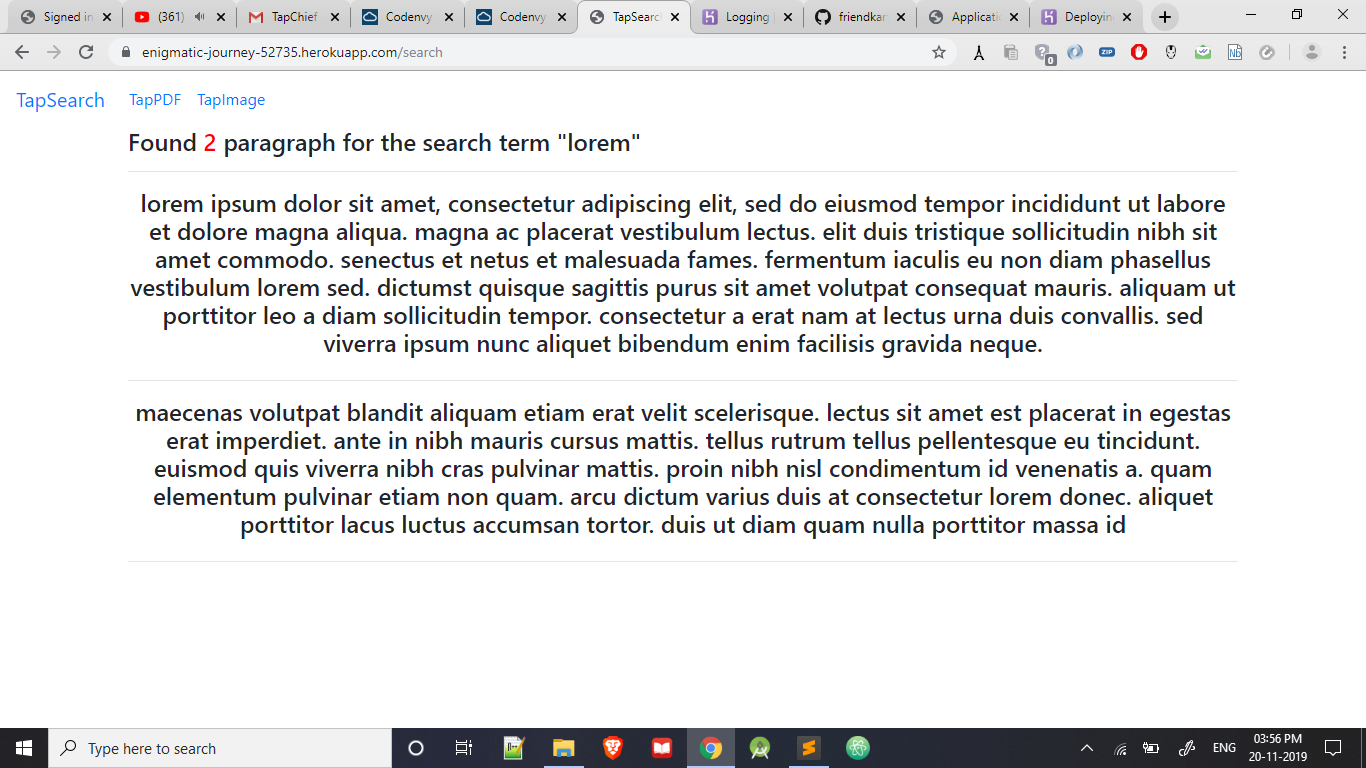 Signed in
(361)
TapChief
Codenvy
Codenvy
TapSearc
Logging
friendkar
Applicati
Deployin
enigmatic-journey-52735.herokuapp.com/search
0
ZIP
Nb
TapSearch TapPDF TapImage
Found 2 paragraph for the search term "lorem"
lorem ipsum dolor sit amet, consectetur adipiscing elit, sed do eiusmod tempor incididunt ut labore
et dolore magna aliqua. magna ac placerat vestibulum lectus. elit duis tristique sollicitudin nibh sit
amet commodo. senectus et netus et malesuada fames. fermentum iaculis eu non diam phasellus
vestibulum lorem sed. dictumst quisque sagittis purus sit amet volutpat consequat mauris. aliquam ut
porttitor leo a diam sollicitudin tempor. consectetur a erat nam at lectus urna duis convallis. sed
viverra ipsum nunc aliquet bibendum enim facilisis gravida neque.
maecenas volutpat blandit aliquam etiam erat velit scelerisque. lectus sit amet est placerat in egestas
erat imperdiet. ante in nibh mauris cursus mattis. tellus rutrum tellus pellentesque eu tincidunt.
euismod quis viverra nibh cras pulvinar mattis. proin nibh nisl condimentum id venenatis a. quam
elementum pulvinar etiam non quam. arcu dictum varius duis at consectetur lorem donec. aliquet
porttitor lacus luctus accumsan tortor. duis ut diam quam nulla porttitor massa id
Type here to search
ENG
03:56 PM
20-11-2019